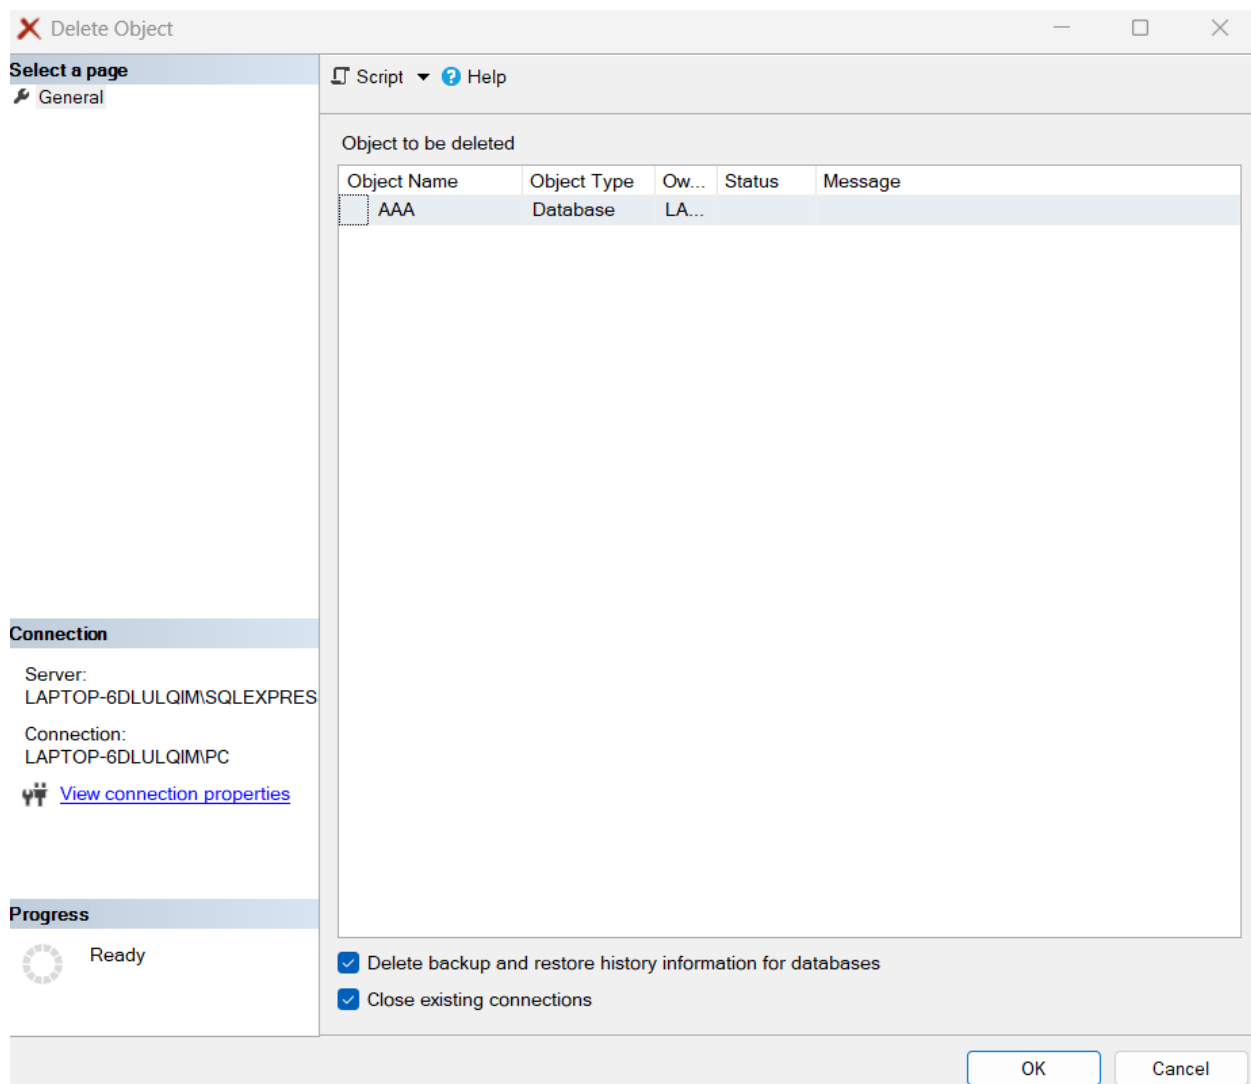 Delete Object
Select a page
General
Script Help
Object to be deleted
Object Name Object Type Ow... Status Message
AAA Database LA...
Connection
Server:
LAPTOP-6DLULQIM\SQLEXPRES
Connection:
LAPTOP-6DLULQIM\PC
View connection properties
Progress
Ready
Delete backup and restore history information for databases
Close existing connections
OK Cancel